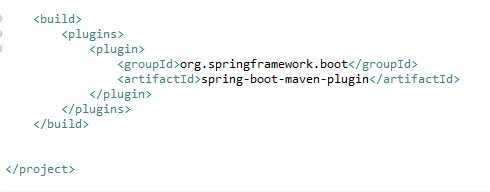 <build>
<plugins>
<plugin>
<groupId>org.springframework.boot</groupId>
<artifactId>spring-boot-maven-plugin</artifactId>
</plugin>
</plugins>
</build>
</project>